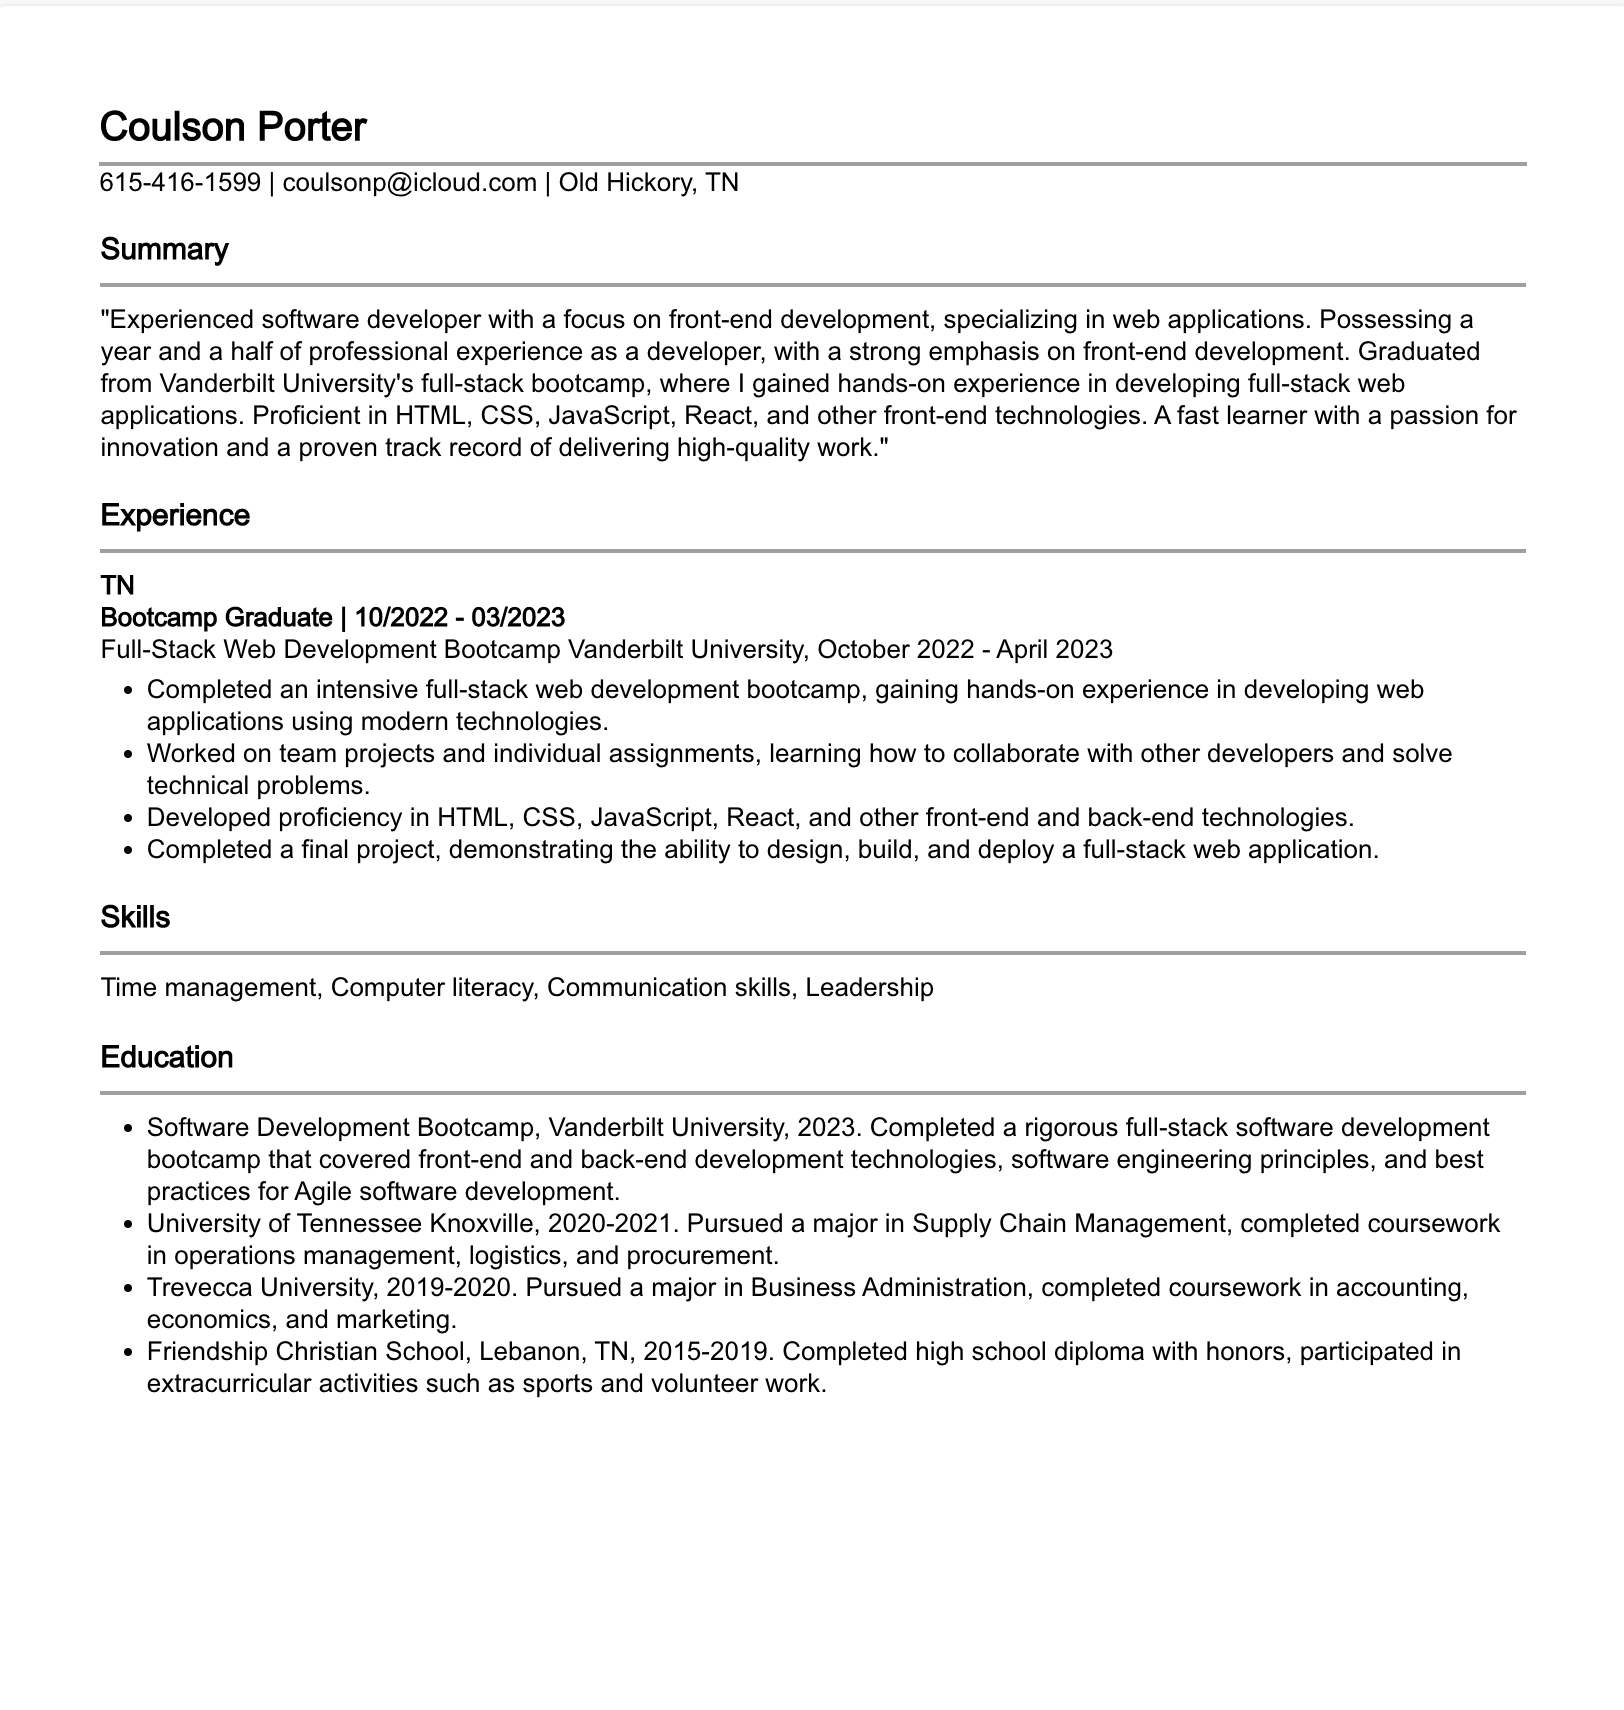 Coulson Porter
615-416-1599 | coulsonp@icloud.com | Old Hickory, TN
Summary
"Experienced software developer with a focus on front-end development, specializing in web applications. Possessing a
year and a half of professional experience as a developer, with a strong emphasis on front-end development. Graduated
from Vanderbilt University's full-stack bootcamp, where I gained hands-on experience in developing full-stack web
applications. Proficient in HTML, CSS, JavaScript, React, and other front-end technologies. A fast learner with a passion for
innovation and a proven track record of delivering high-quality work."
Experience
TN
Bootcamp Graduate | 10/2022 - 03/2023
Full-Stack Web Development Bootcamp Vanderbilt University, October 2022 - April 2023
• Completed an intensive full-stack web development bootcamp, gaining hands-on experience in developing web
applications using modern technologies.
• Worked on team projects and individual assignments, learning how to collaborate with other developers and solve
technical problems.
• Developed proficiency in HTML, CSS, JavaScript, React, and other front-end and back-end technologies.
• Completed a final project, demonstrating the ability to design, build, and deploy a full-stack web application.
Skills
Time management, Computer literacy, Communication skills, Leadership
Education
• Software Development Bootcamp, Vanderbilt University, 2023. Completed a rigorous full-stack software development
bootcamp that covered front-end and back-end development technologies, software engineering principles, and best
practices for Agile software development.
• University of Tennessee Knoxville, 2020-2021. Pursued a major in Supply Chain Management, completed coursework
in operations management, logistics, and procurement.
• Trevecca University, 2019-2020. Pursued a major in Business Administration, completed coursework in accounting,
economics, and marketing.
• Friendship Christian School, Lebanon, TN, 2015-2019. Completed high school diploma with honors, participated in
extracurricular activities such as sports and volunteer work.